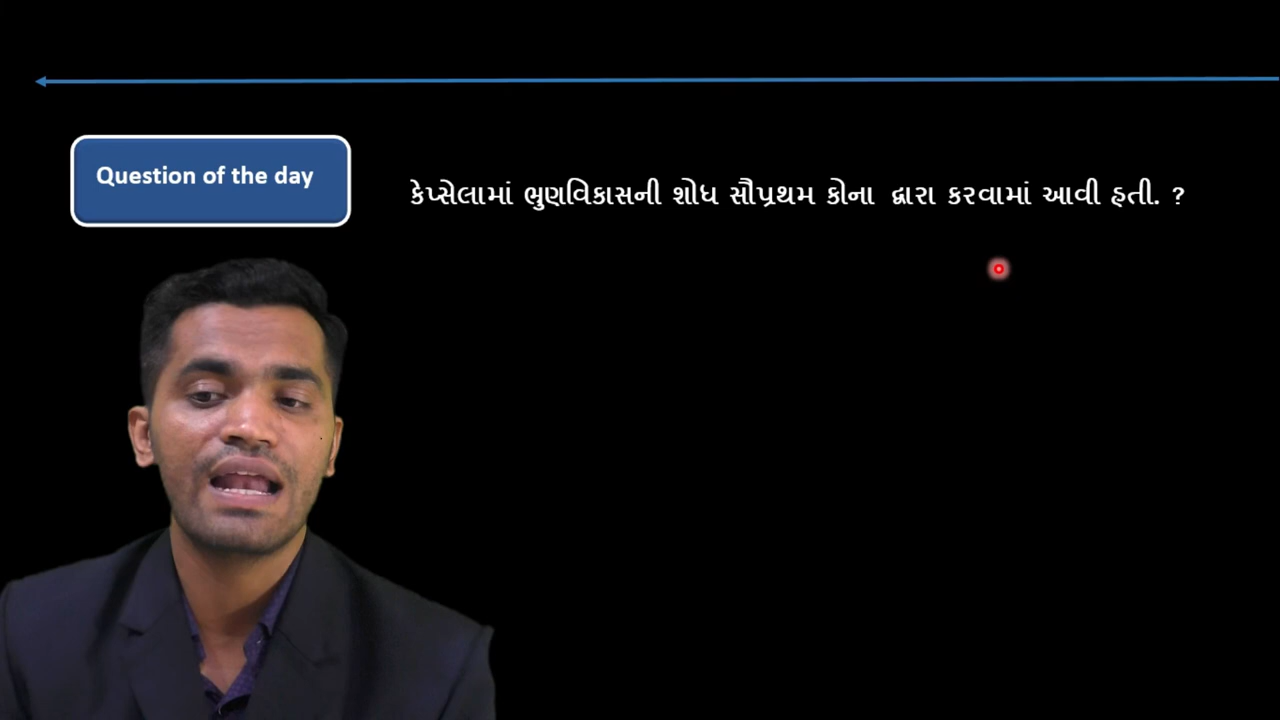 Question of the day
કેપ્સેલામાં ભુણવિકાસની શોધ સૌપ્રથમ કોના દ્વારા કરવામાં આવી હતી. ?